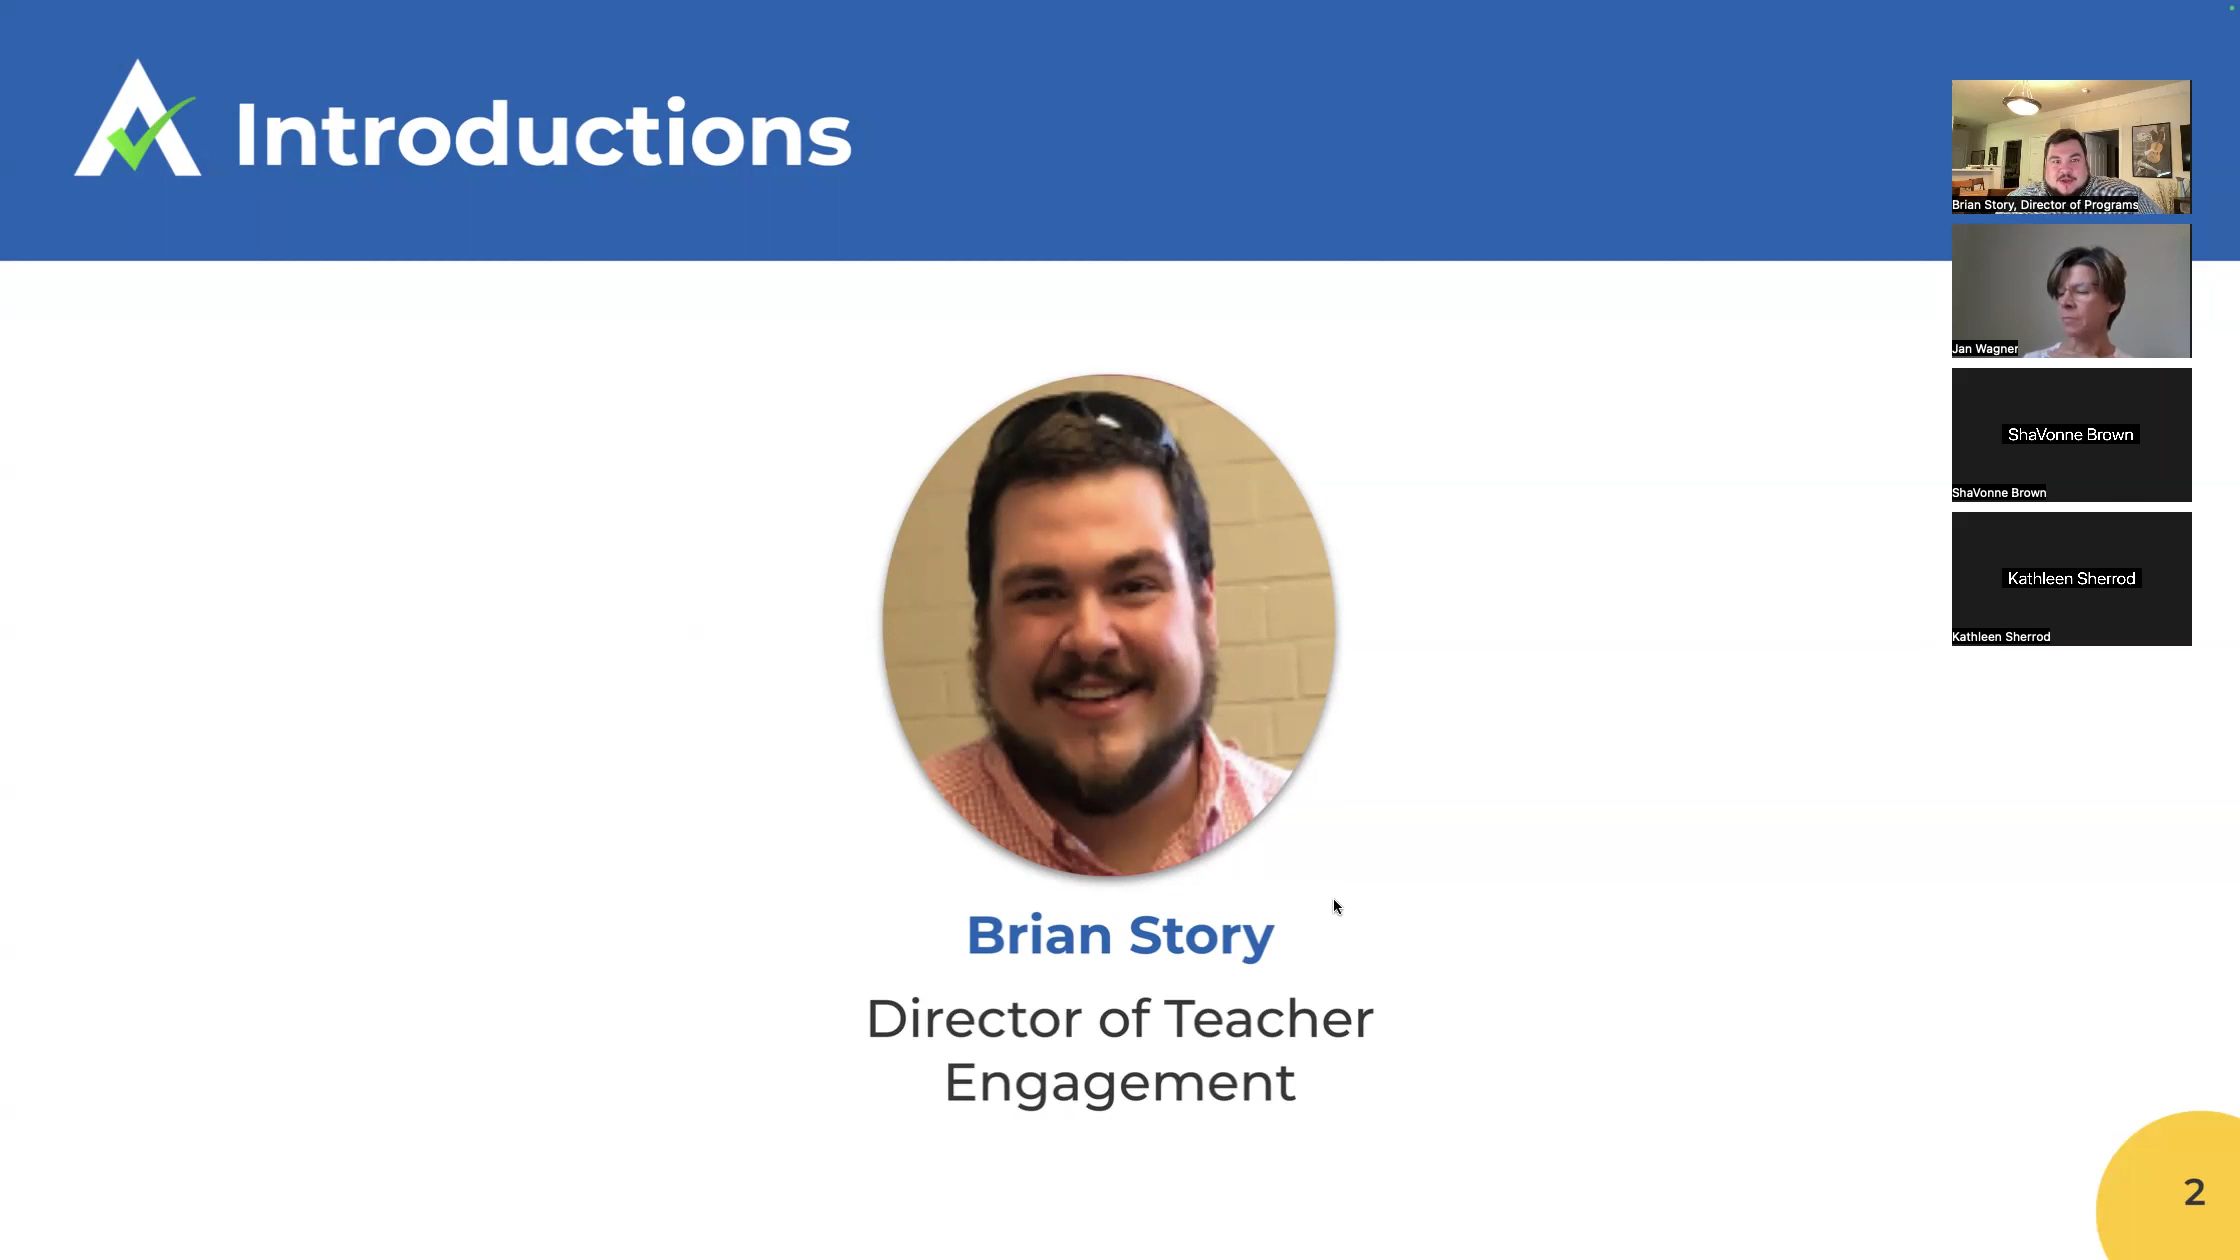 Introductions
Brian Story
Director of Teacher
Engagement
2
Brian Story, Director of Programs
Jan Wagner
ShaVonne Brown
ShaVonne Brown
Kathleen Sherrod
Kathleen Sherrod